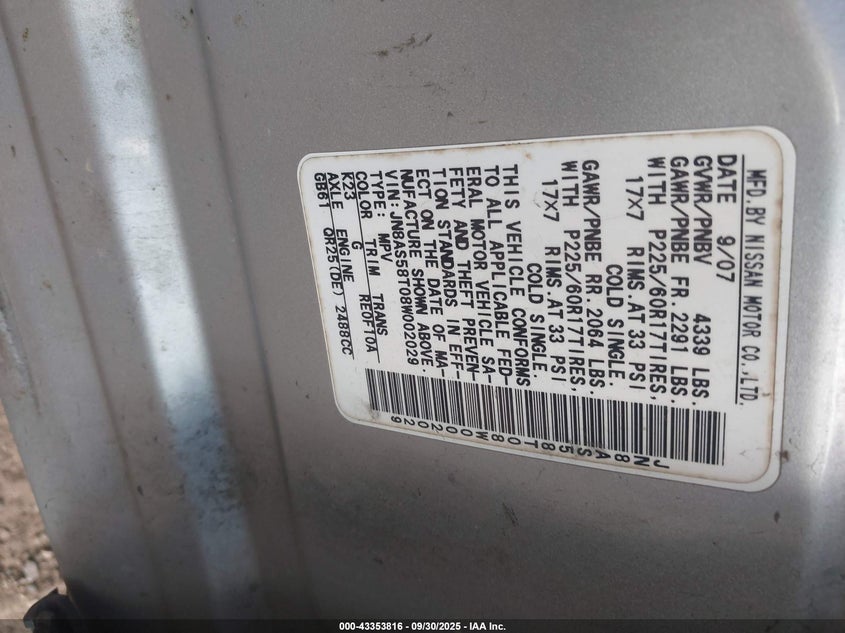 MFD.BY NISSAN MOTOR CO.,LTD.
DATE 9/07
GVWR/PNBV 4339 LBS.
GAWR/PNBE FR 2291 LBS.
WITH P225/60R17TIRES,
17X7 RIMS.AT 33 PSI
COLD SINGLE.
GAWR/PNBE RR.2064 LBS.
WITH P225/60R17TIRES,
17X7 RIMS.AT 33 PSI
COLD SINGLE.
THIS VEHICLE CONFORMS
TO ALL APPLICABLE FED-
ERAL MOTOR VEHICLE SA-
FETY AND THEFT PREVEN-
TION STANDARDS IN EFF-
ECT ON THE DATE OF MA-
NUFACTURE SHOWN ABOVE.
VIN: JN8AS58T08W002029
TYPE: MPV
COLOR TRIM TRANS
K23 G RE0F10A
AXLE ENGINE
GB61 QR25(DE) 2488CC
JN8AS58T08W002029
000-43353816 - 09/30/2025 - IAA Inc.